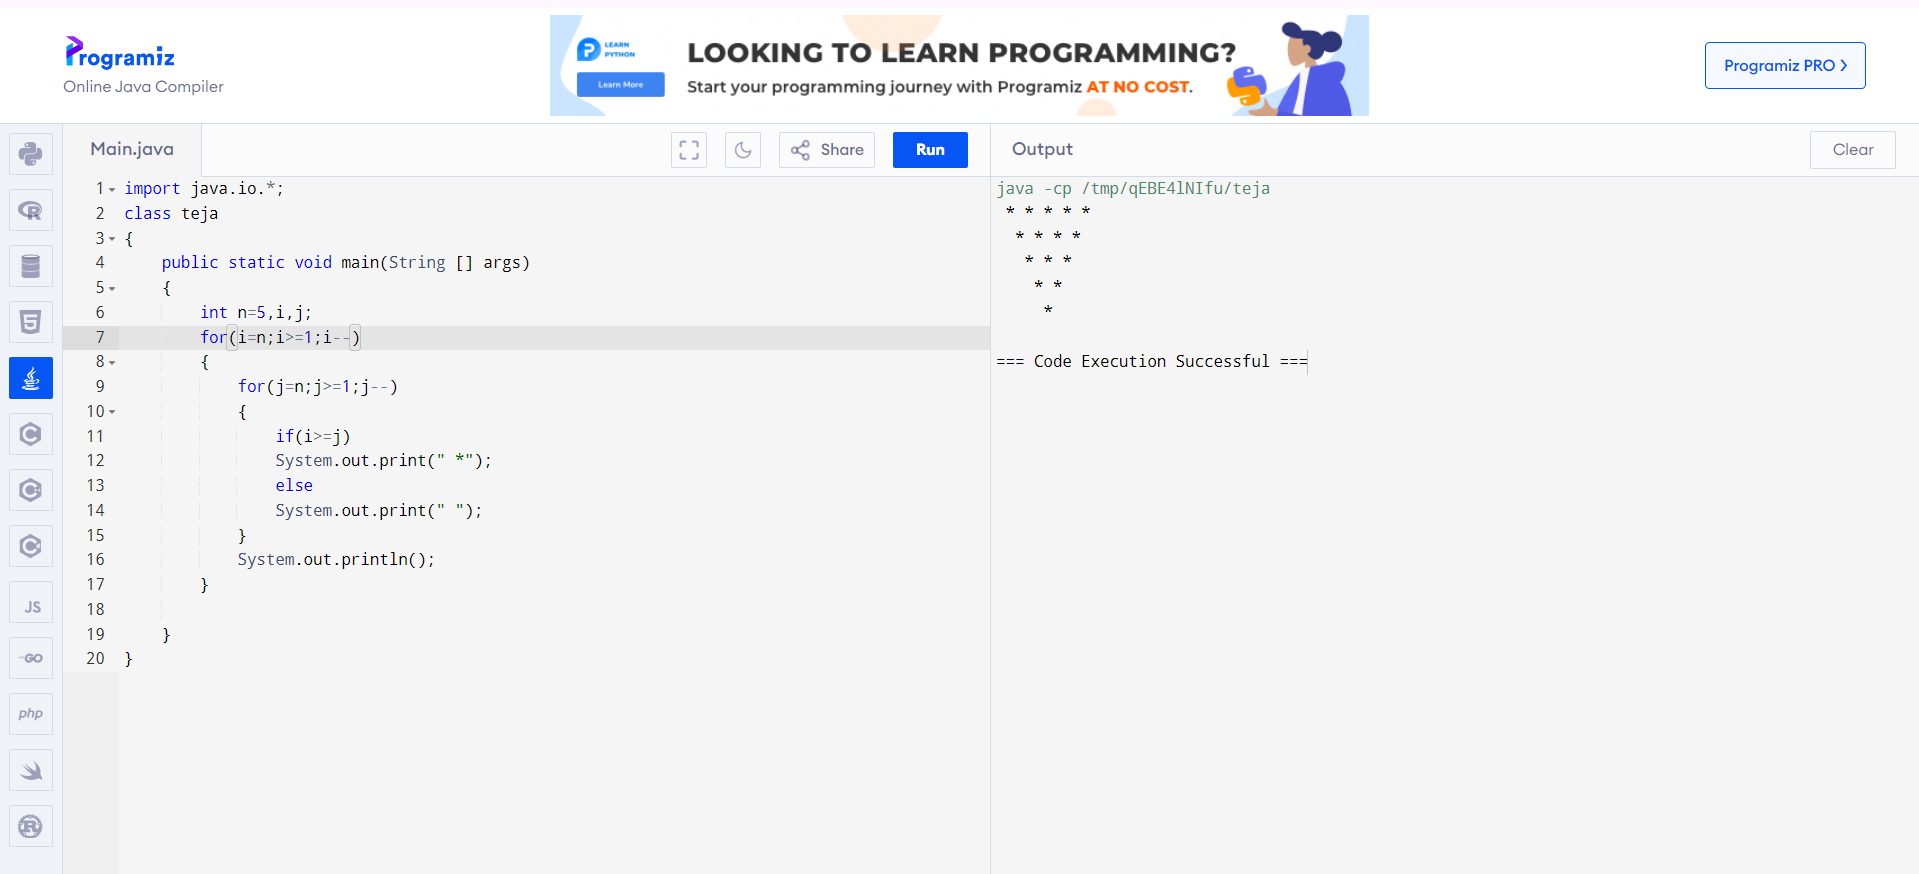 Programiz
Online Java Compiler
LEARN
PYTHON
Learn More
LOOKING TO LEARN PROGRAMMING?
Start your programming journey with Programiz AT NO COST.
Programiz PRO >
Main.java
Share
Run
Output
Clear
1 import java.io.*;
2 class teja
3 {
4     public static void main(String [] args)
5     {
6         int n=5,i,j;
7         for(i=n;i>=1;i--)
8         {
9             for(j=n;j>=1;j--)
10             {
11                 if(i>=j)
12                 System.out.print(" *");
13                 else
14                 System.out.print(" ");
15             }
16             System.out.println();
17         }
18
19     }
20 }
java -cp /tmp/qEBE4lNIfu/teja
 * * * * *
  * * * *
   * * *
    * *
     *
=== Code Execution Successful ===
JS
GO
php